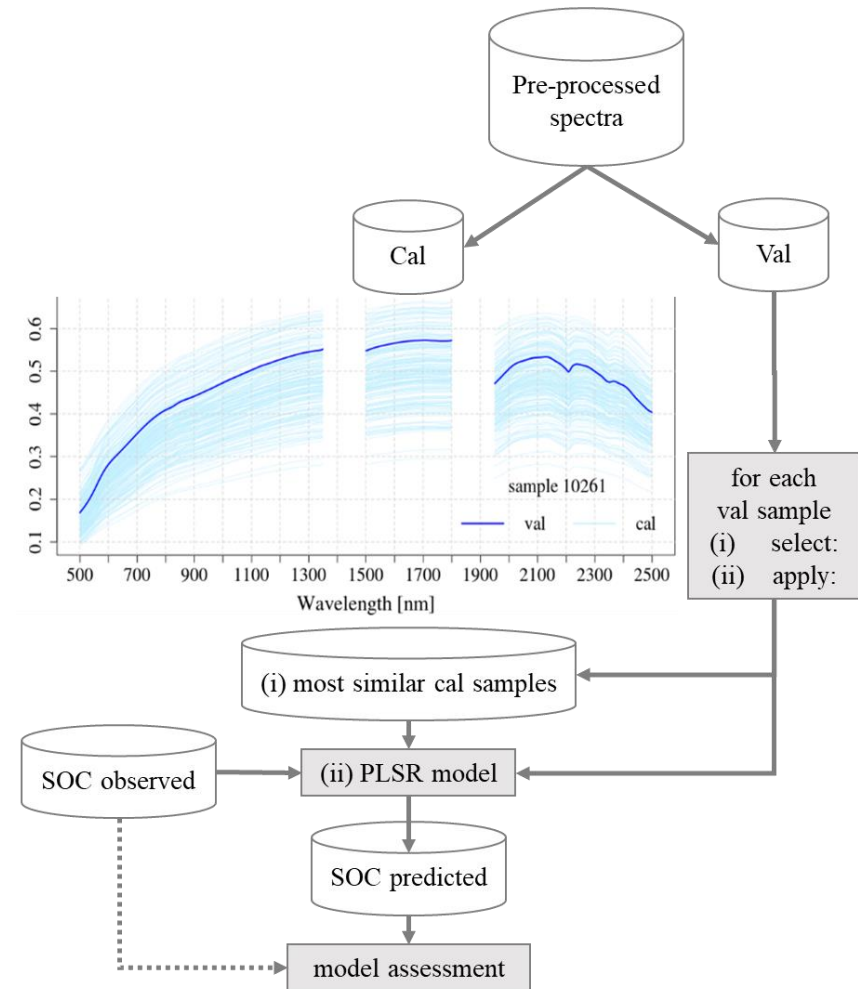 Pre-processed
spectra
Cal
Val
0.6
0.5
0.4
0.3
0.2
0.1
sample 10261
val
cal
500 700 900 1100 1300 1500 1700 1900 2100 2300 2500
Wavelength [nm]
for each
val sample
(i) select:
(ii) apply:
(i) most similar cal samples
SOC observed
(ii) PLSR model
SOC predicted
model assessment